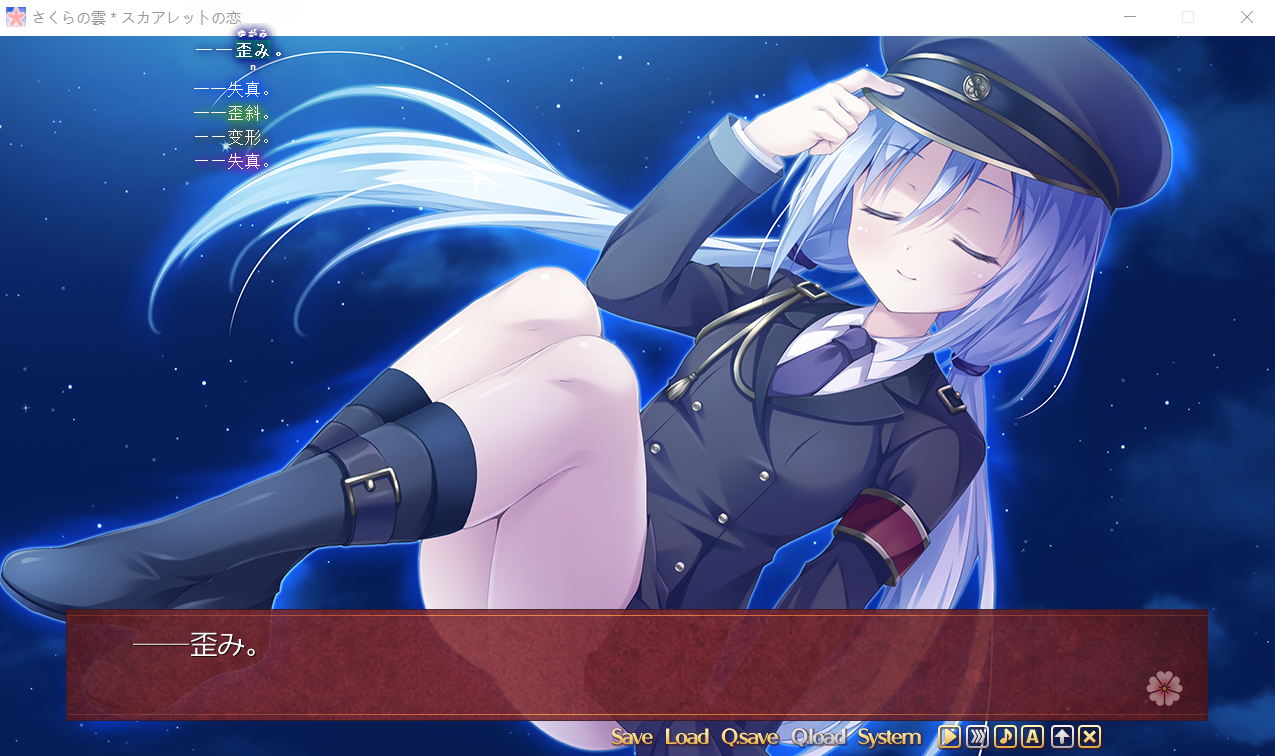 さくらの雲＊スカアレットの恋
ゆがみ
――歪み。
n
――失真。
――歪斜。
――变形。
――失真。
――歪み。
Save Load Q.save Q.load System A